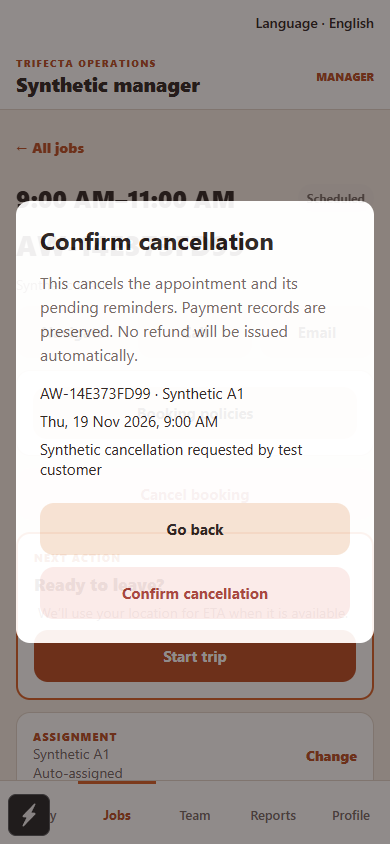 Language · English
TRIFECTA OPERATIONS
Synthetic manager
MANAGER
← All jobs
9:00 AM–11:00 AM
Scheduled
AW-14E373FD99
Confirm cancellation
This cancels the appointment and its
pending reminders. Payment records are
preserved. No refund will be issued
automatically.
Email
AW-14E373FD99 · Synthetic A1
Booking policies
Thu, 19 Nov 2026, 9:00 AM
Synthetic cancellation requested by test
customer
Cancel booking
Go back
NEXT ACTION
Ready to leave?
Confirm cancellation
We'll use your location for ETA when it is available.
Start trip
ASSIGNMENT
Synthetic A1
Auto-assigned
Change
Jobs
Team
Reports
Profile